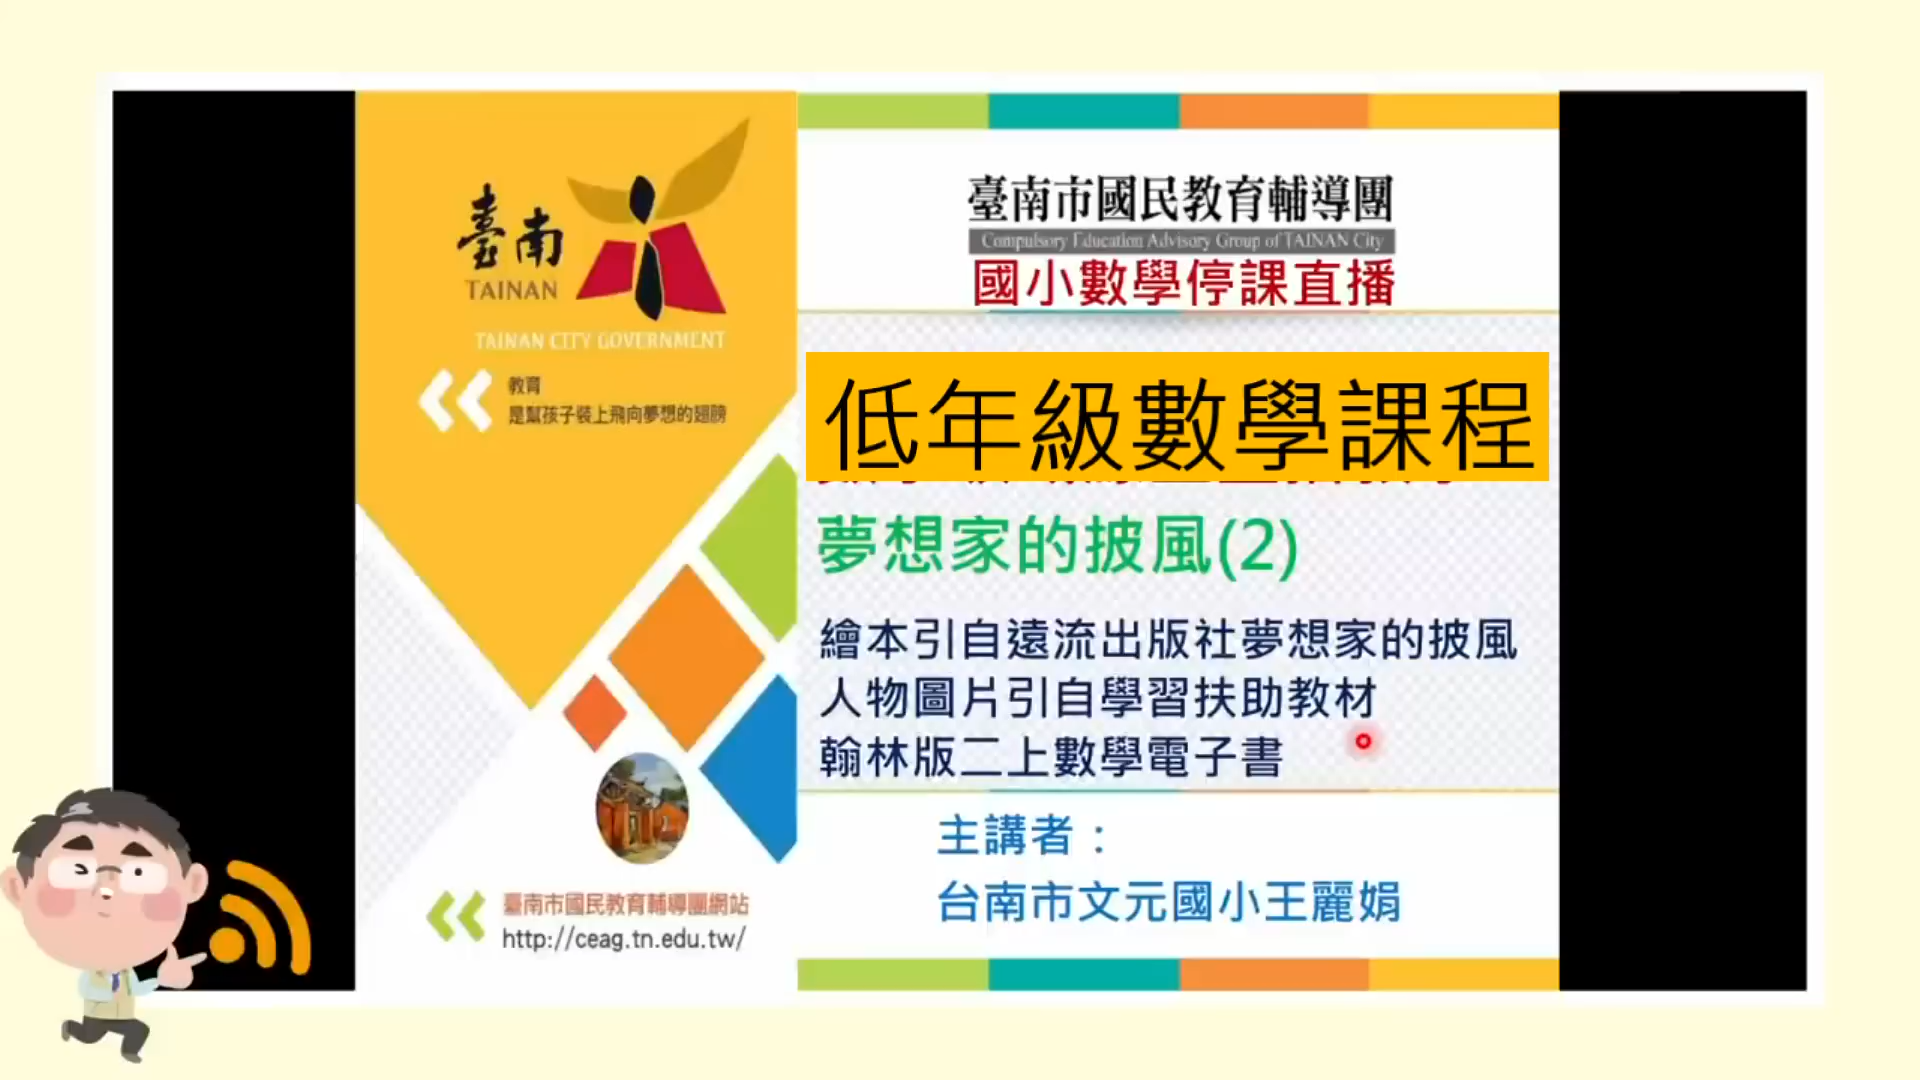 臺南
TAINAN
TAINAN CITY GOVERNMENT
教育
是幫孩子裝上飛向夢想的翅膀
臺南市國民教育輔導團網站
http://ceag.tn.edu.tw/
臺南市國民教育輔導團
Compulsory Education Advisory Group of TAINAN City
國小數學停課直播
低年級數學課程
夢想家的披風(2)
繪本引自遠流出版社夢想家的披風
人物圖片引自學習扶助教材
翰林版二上數學電子書
主講者：
台南市文元國小王麗娟